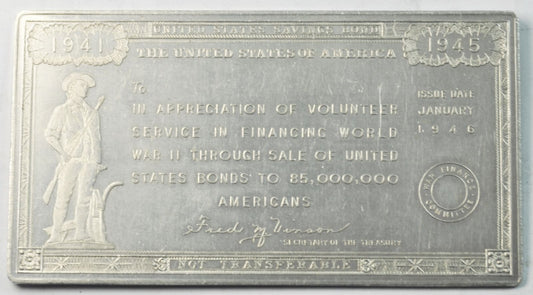 UNITED STATES SAVINGS BOND
1941 1945
THE UNITED STATES OF AMERICA
TO
IN APPRECIATION OF VOLUNTEER
SERVICE IN FINANCING WORLD
WAR II THROUGH SALE OF UNITED
STATES BONDS TO 85,000,000
AMERICANS
ISSUE DATE
JANUARY
1946
WAR FINANCE
COMMITTEE
Fred M Vinson
SECRETARY OF THE TREASURY
NOT TRANSFERABLE